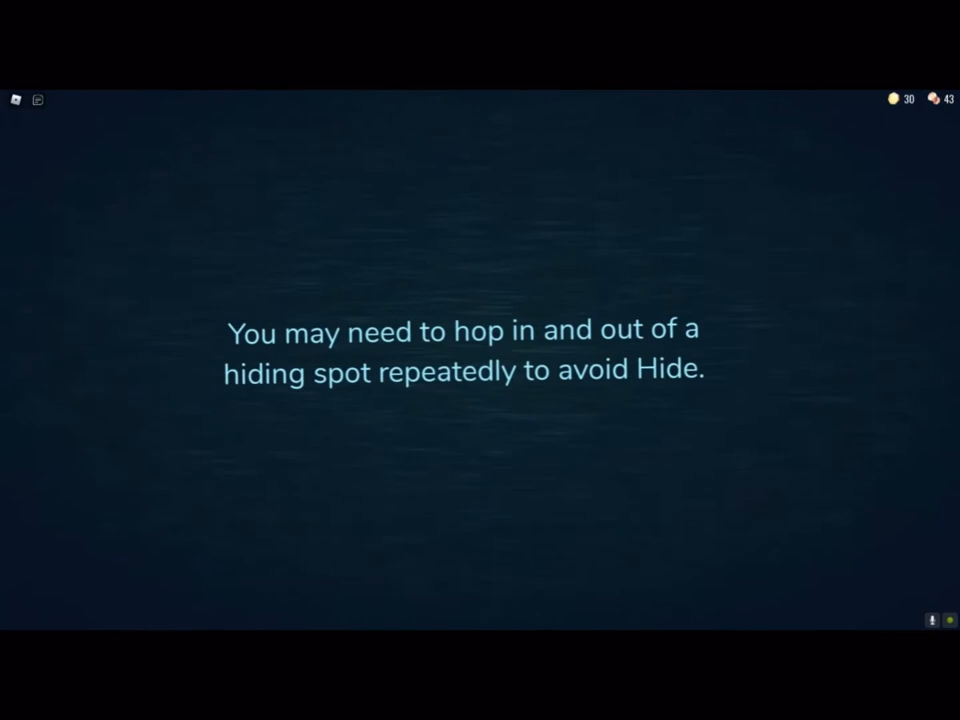 30 43
You may need to hop in and out of a
hiding spot repeatedly to avoid Hide.